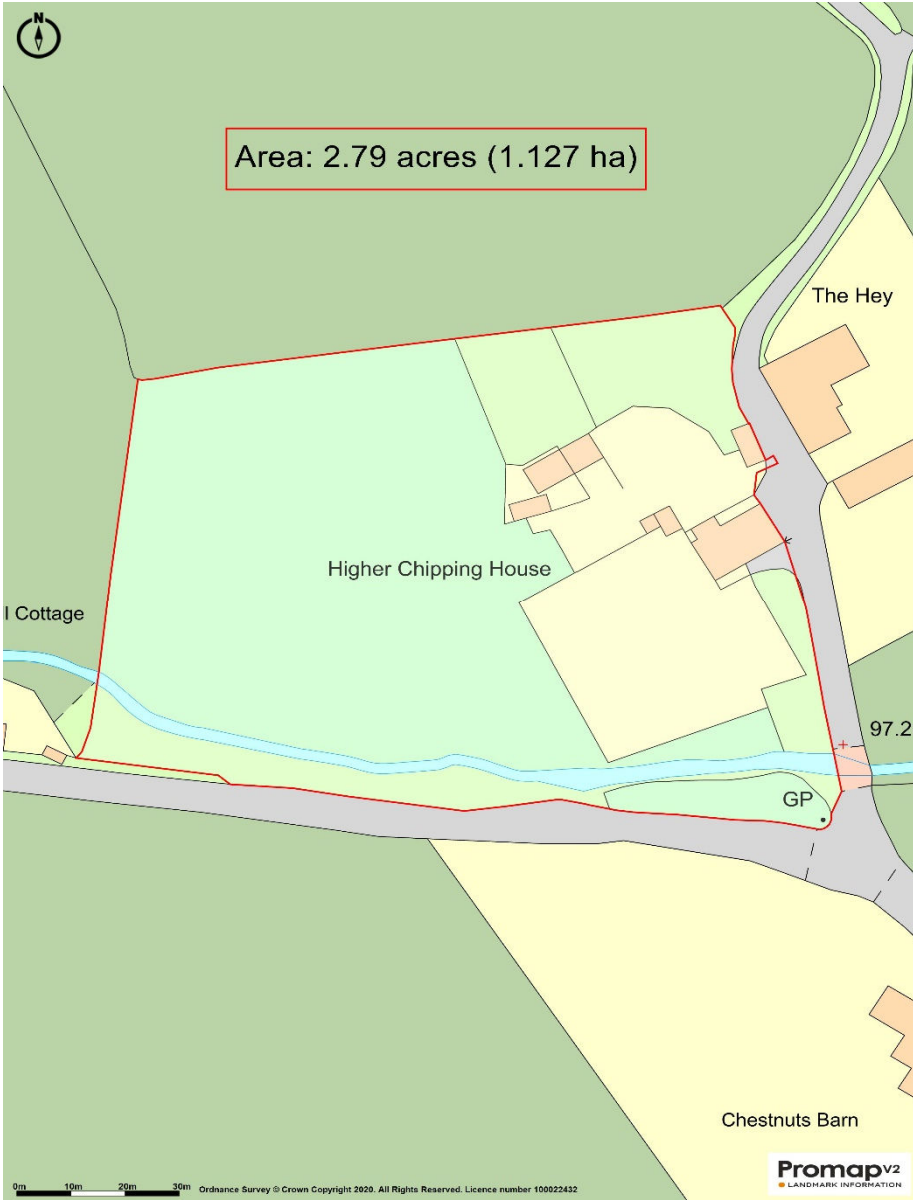 N
Area: 2.79 acres (1.127 ha)
The Hey
Higher Chipping House
l Cottage
97.2
GP
Chestnuts Barn
Promap V2
LANDMARK INFORMATION
0m 10m 20m 30m Ordnance Survey © Crown Copyright 2020. All Rights Reserved. Licence number 100022432